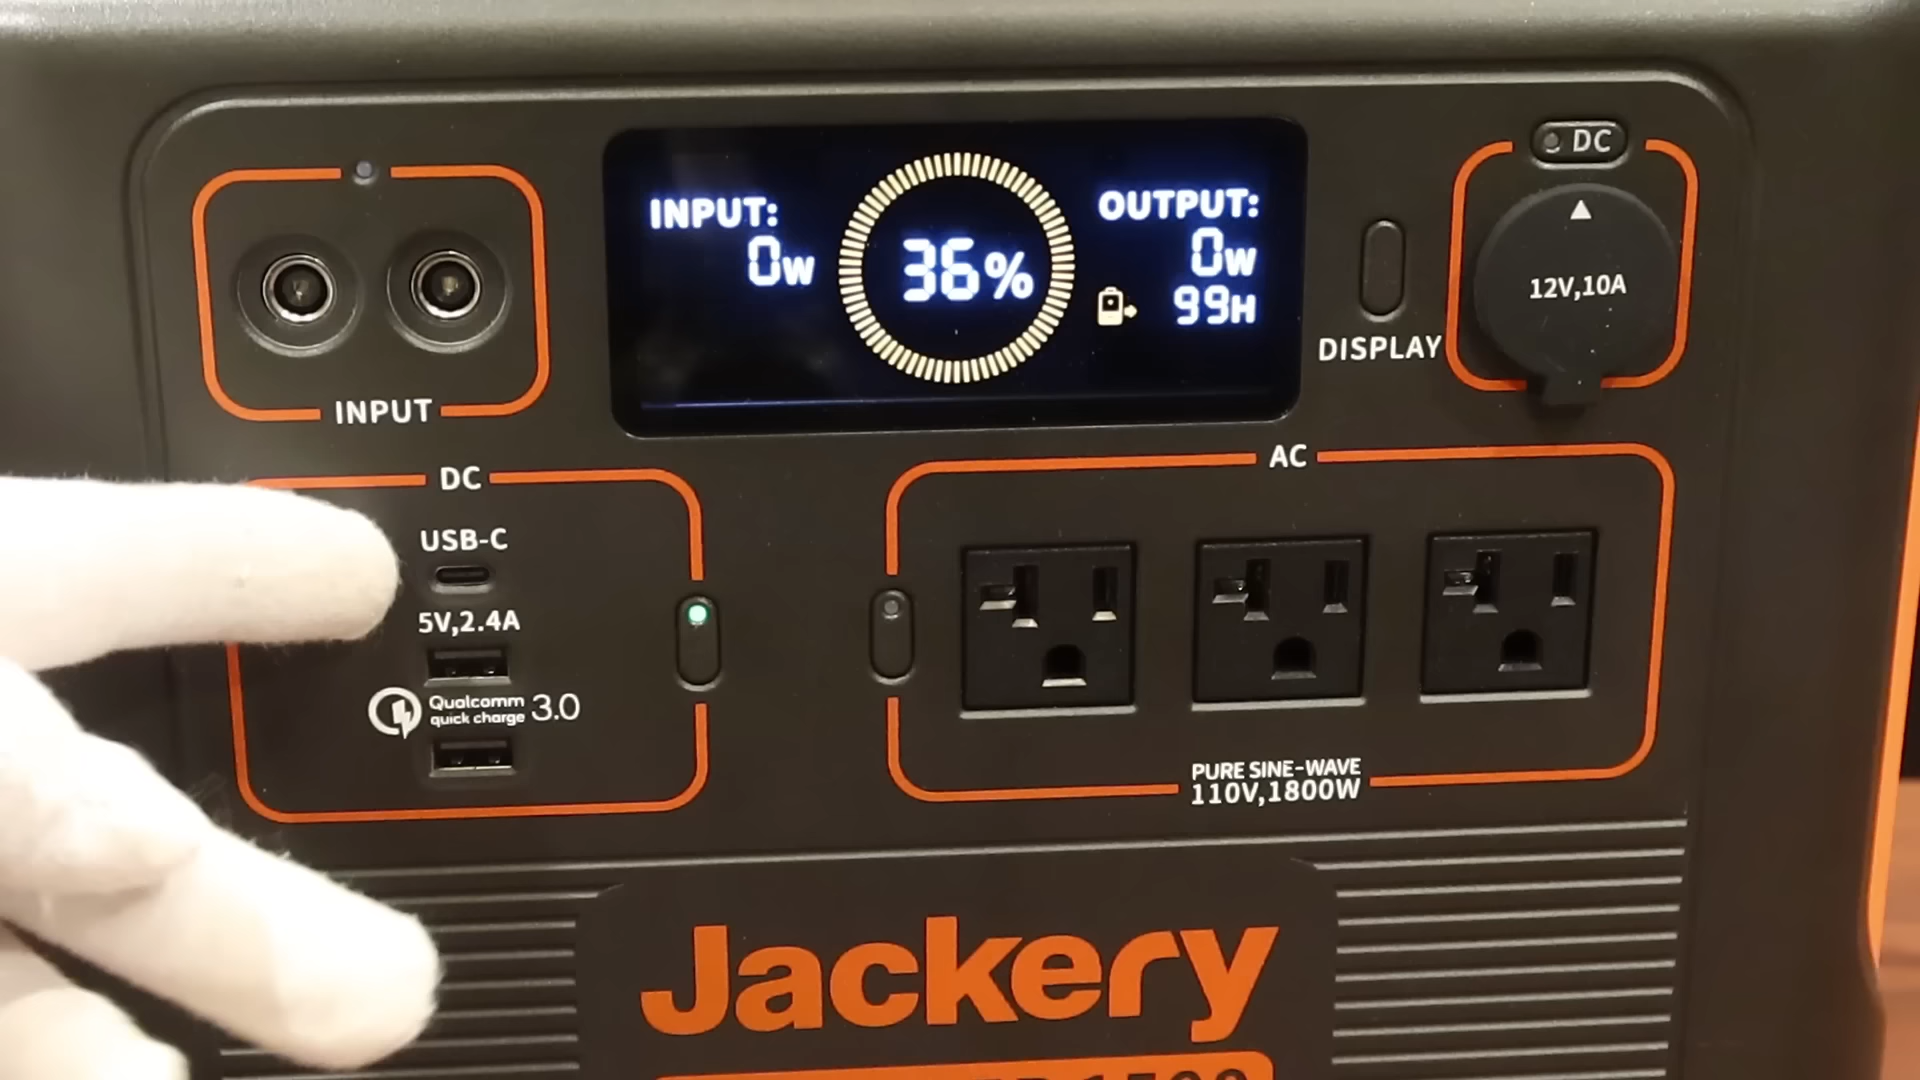 INPUT:
0W
36%
OUTPUT:
0W
99H
DISPLAY
DC
12V,10A
INPUT
DC
USB-C
5V,2.4A
Qualcomm
quick charge 3.0
AC
PURE SINE-WAVE
110V,1800W
Jackery